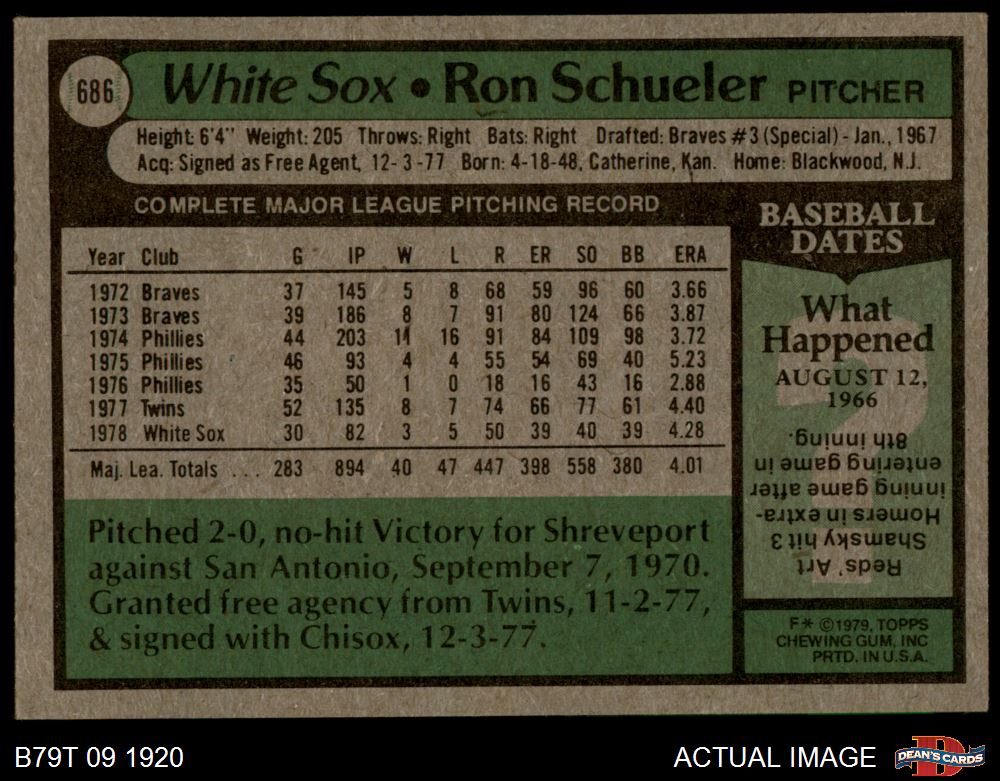 686
White Sox • Ron Schueler PITCHER
Height: 6'4" Weight: 205 Throws: Right Bats: Right Drafted: Braves #3 (Special) - Jan., 1967
Acq: Signed as Free Agent, 12-3-77 Born: 4-18-48, Catherine, Kan. Home: Blackwood, N.J.
COMPLETE MAJOR LEAGUE PITCHING RECORD
Year Club G IP W L R ER SO BB ERA
1972 Braves 37 145 5 8 68 59 96 60 3.66
1973 Braves 39 186 8 7 91 80 124 66 3.87
1974 Phillies 44 203 11 16 91 84 109 98 3.72
1975 Phillies 46 93 4 4 55 54 69 40 5.23
1976 Phillies 35 50 1 0 18 16 43 16 2.88
1977 Twins 52 135 8 7 74 66 77 61 4.40
1978 White Sox 30 82 3 5 50 39 40 39 4.28
Maj. Lea. Totals ... 283 894 40 47 447 398 558 380 4.01
Pitched 2-0, no-hit Victory for Shreveport
against San Antonio, September 7, 1970.
Granted free agency from Twins, 11-2-77,
& signed with Chisox, 12-3-77.
BASEBALL
DATES
What
Happened
AUGUST 12,
1966
?
Reds' Art
Shamsky hit 3
Homers in extra-
inning game after
entering game in
8th inning.
F* ©1979, TOPPS
CHEWING GUM, INC
PRTD. IN U.S.A.
B79T 09 1920
ACTUAL IMAGE
D
DEAN'S CARDS